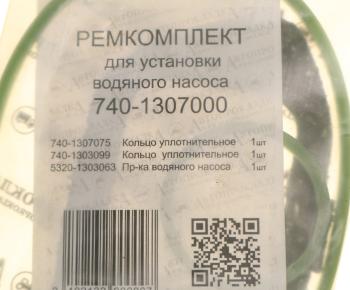 РЕМКОМПЛЕКТ
для установки
водяного насоса
740-1307000
740-1307075 Кольцо уплотнительное 1шт
740-1303099 Кольцо уплотнительное 1шт
5320-1303063 Пр-ка водяного насоса 1шт